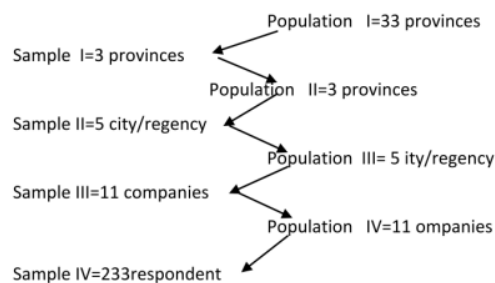 Population I=33 provinces
Sample I=3 provinces
Population II=3 provinces
Sample II=5 city/regency
Population III= 5 ity/regency
Sample III=11 companies
Population IV=11 ompanies
Sample IV=233respondent